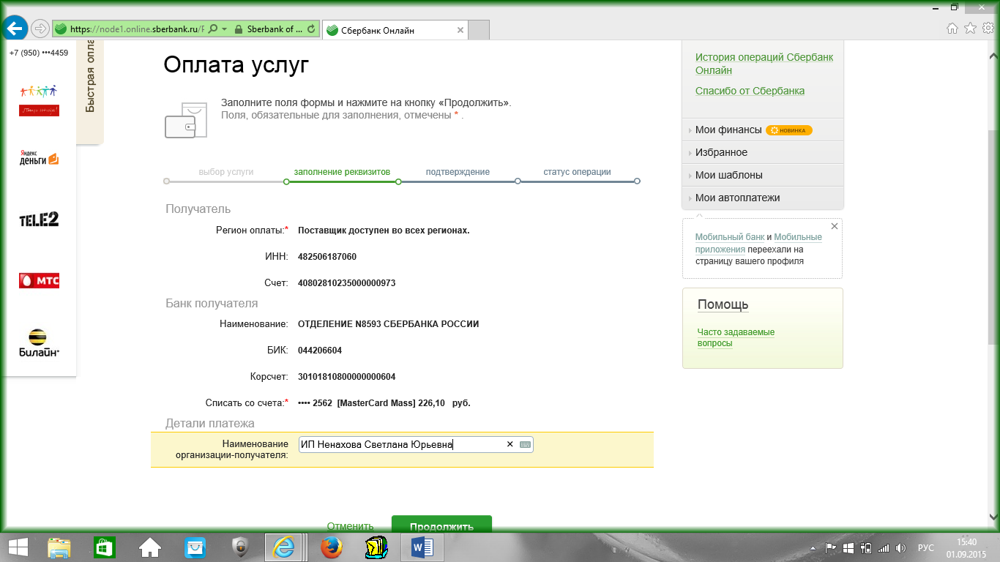 https://node1.online.sberbank.ru/
Sberbank of ...
Сбербанк Онлайн
+7 (950) •••4459
Быстрая опла
Яндекс
деньги
TELE2
МТС
Билайн
Оплата услуг
Заполните поля формы и нажмите на кнопку «Продолжить».
Поля, обязательные для заполнения, отмечены * .
выбор услуги
заполнение реквизитов
подтверждение
статус операции
Получатель
Регион оплаты:* Поставщик доступен во всех регионах.
ИНН: 482506187060
Счет: 40802810235000000973
Банк получателя
Наименование: ОТДЕЛЕНИЕ N8593 СБЕРБАНКА РОССИИ
БИК: 044206604
Корсчет: 30101810800000000604
Списать со счета:* •••• 2562 [MasterCard Mass] 226,10 руб.
Детали платежа
Наименование
организации-получателя:
ИП Ненахова Светлана Юрьевна
Отменить
Продолжить
История операций Сбербанк
Онлайн
Спасибо от Сбербанка
Мои финансы НОВИНКА
Избранное
Мои шаблоны
Мои автоплатежи
Мобильный банк и Мобильные
приложения переехали на
страницу вашего профиля
Помощь
Часто задаваемые
вопросы
РУС
15:40
01.09.2015